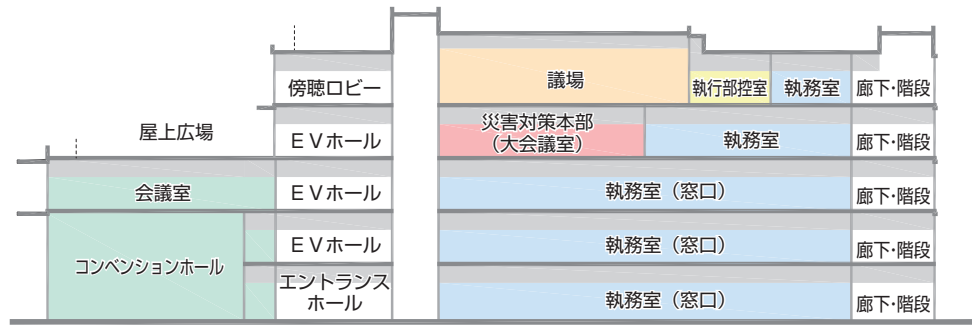 傍聴ロビー
議場
執行部控室
執務室
廊下・階段
屋上広場
EVホール
災害対策本部
(大会議室)
執務室
廊下・階段
会議室
EVホール
執務室(窓口)
廊下・階段
コンベンションホール
EVホール
執務室(窓口)
廊下・階段
エントランス
ホール
執務室(窓口)
廊下・階段